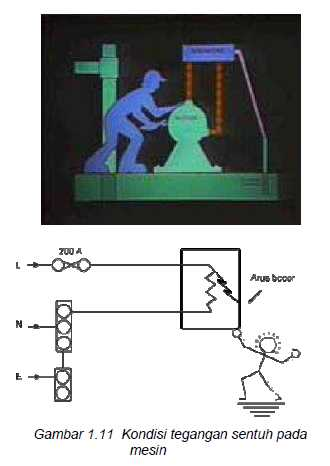 200 A
L
Arus bocor
N
E
Gambar 1.11 Kondisi tegangan sentuh pada
mesin